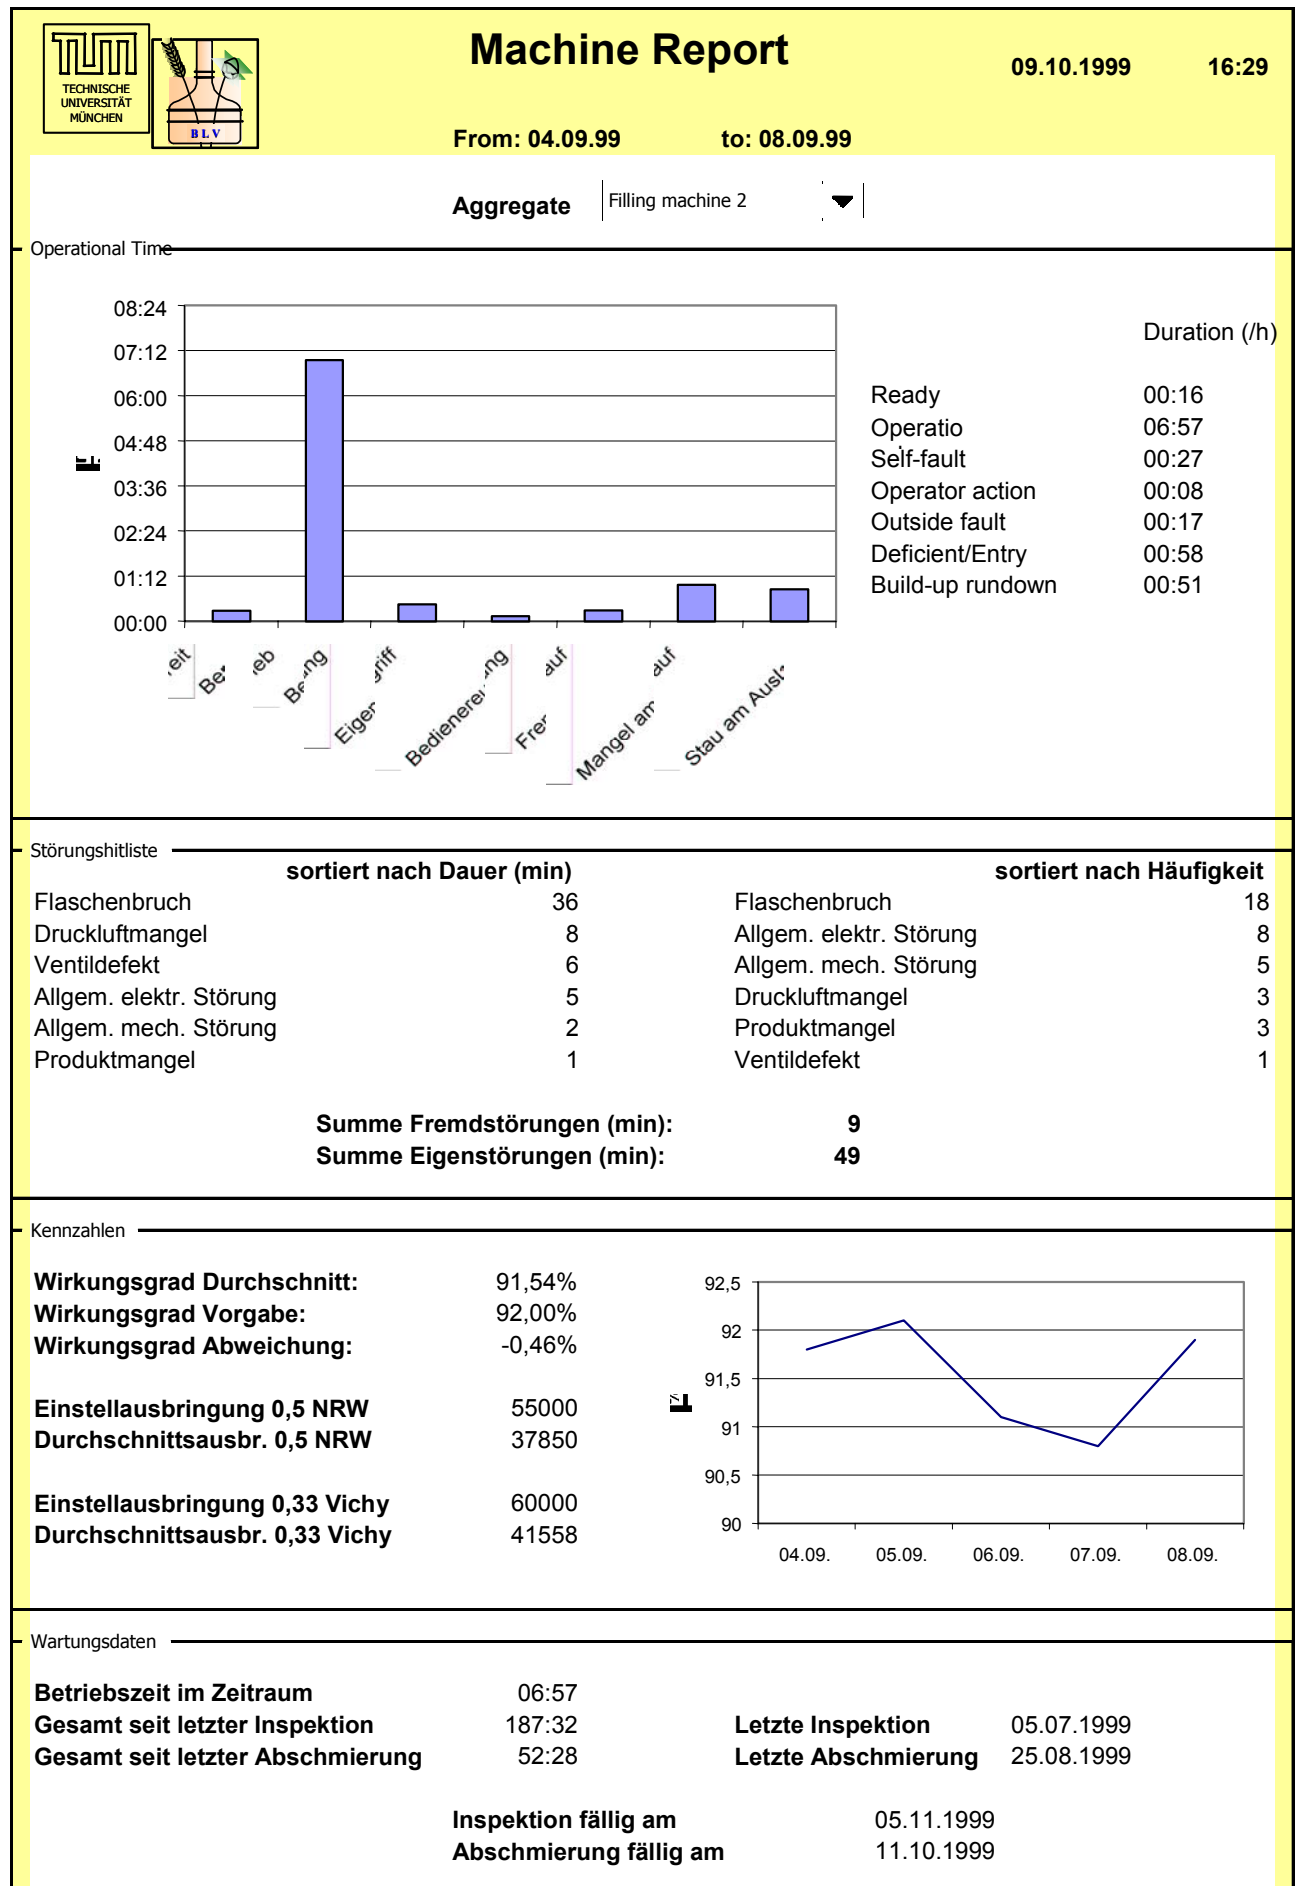 TUM
TECHNISCHE
UNIVERSITÄT
MÜNCHEN
BLV
Machine Report
09.10.1999 16:29
From: 04.09.99 to: 08.09.99
Aggregate Filling machine 2
Operational Time
Duration (/h)
08:24
07:12
06:00
04:48
03:36
02:24
01:12
00:00
Ready 00:16
Operatio 06:57
Self-fault 00:27
Operator action 00:08
Outside fault 00:17
Deficient/Entry 00:58
Build-up rundown 00:51
Mangel am
Stau am
Störungshitliste
sortiert nach Dauer (min) sortiert nach Häufigkeit
Flaschenbruch 36 Flaschenbruch 18
Druckluftmangel 8 Allgem. elektr. Störung 8
Ventildefekt 6 Allgem. mech. Störung 5
Allgem. elektr. Störung 5 Druckluftmangel 3
Allgem. mech. Störung 2 Produktmangel 3
Produktmangel 1 Ventildefekt 1
Summe Fremdstörungen (min): 9
Summe Eigenstörungen (min): 49
Kennzahlen
Wirkungsgrad Durchschnitt: 91,54%
Wirkungsgrad Vorgabe: 92,00%
Wirkungsgrad Abweichung: -0,46%
Einstellausbringung 0,5 NRW 55000
Durchschnittsausbr. 0,5 NRW 37850
Einstellausbringung 0,33 Vichy 60000
Durchschnittsausbr. 0,33 Vichy 41558
92,5
92
91,5
91
90,5
90
04.09. 05.09. 06.09. 07.09. 08.09.
Wartungsdaten
Betriebszeit im Zeitraum 06:57
Gesamt seit letzter Inspektion 187:32 Letzte Inspektion 05.07.1999
Gesamt seit letzter Abschmierung 52:28 Letzte Abschmierung 25.08.1999
Inspektion fällig am 05.11.1999
Abschmierung fällig am 11.10.1999